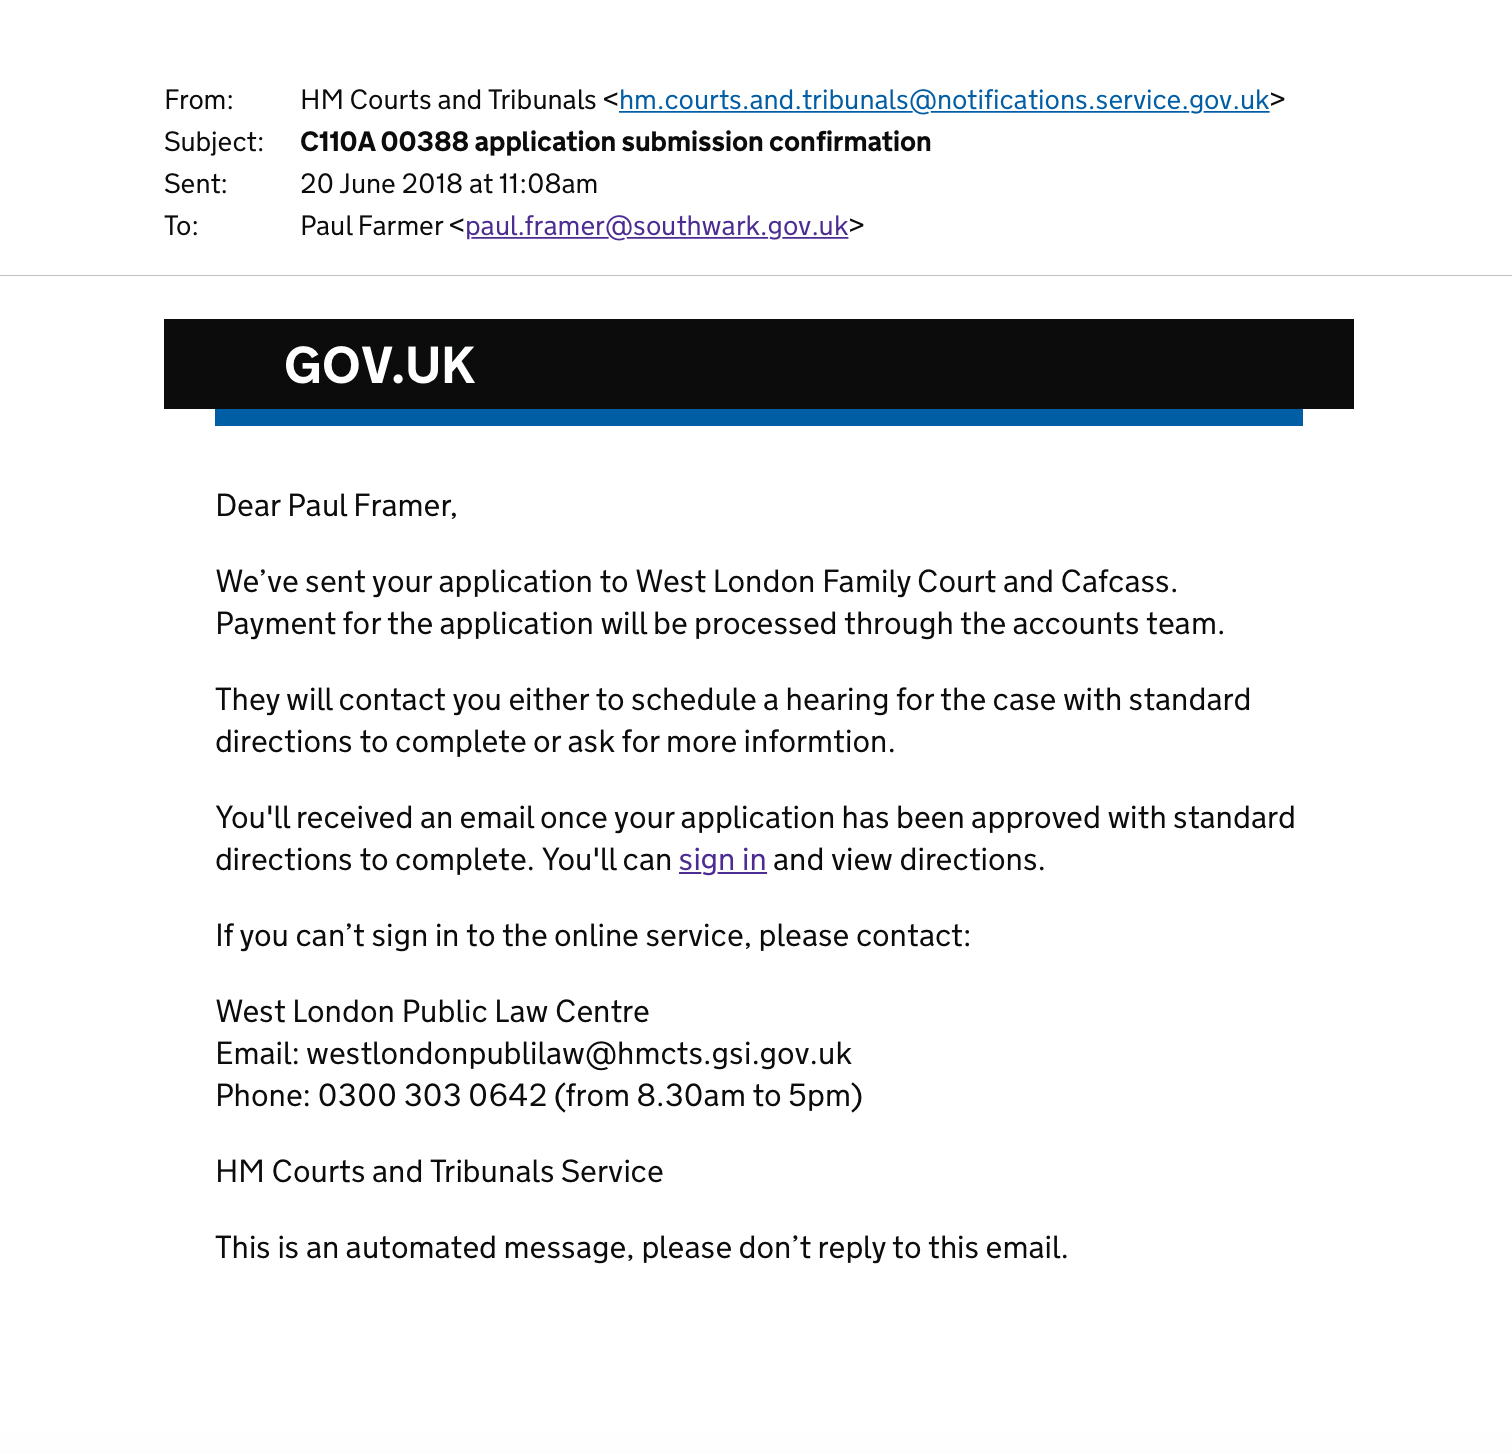 From: HM Courts and Tribunals <hm.courts.and.tribunals@notifications.service.gov.uk>
Subject: C110A 00388 application submission confirmation
Sent: 20 June 2018 at 11:08am
To: Paul Farmer <paul.framer@southwark.gov.uk>
GOV.UK
Dear Paul Framer,
We’ve sent your application to West London Family Court and Cafcass.
Payment for the application will be processed through the accounts team.
They will contact you either to schedule a hearing for the case with standard
directions to complete or ask for more informtion.
You'll received an email once your application has been approved with standard
directions to complete. You'll can sign in and view directions.
If you can’t sign in to the online service, please contact:
West London Public Law Centre
Email: westlondonpublilaw@hmcts.gsi.gov.uk
Phone: 0300 303 0642 (from 8.30am to 5pm)
HM Courts and Tribunals Service
This is an automated message, please don’t reply to this email.